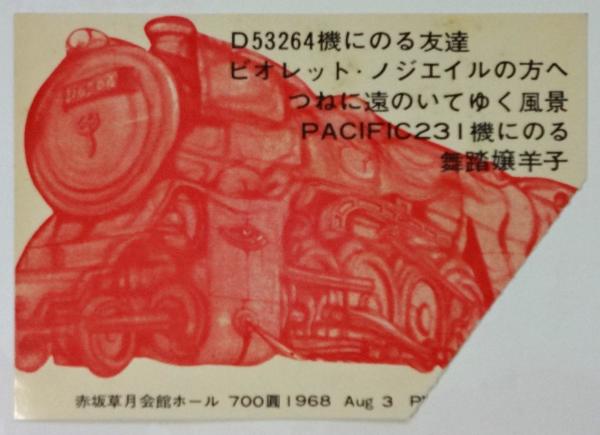 D53264機にのる友達
ビオレット・ノジエイルの方へ
つねに遠のいてゆく風景
PACIFIC231機にのる
舞踏嬢羊子
赤坂草月会館ホール 700圓 1968 Aug 3